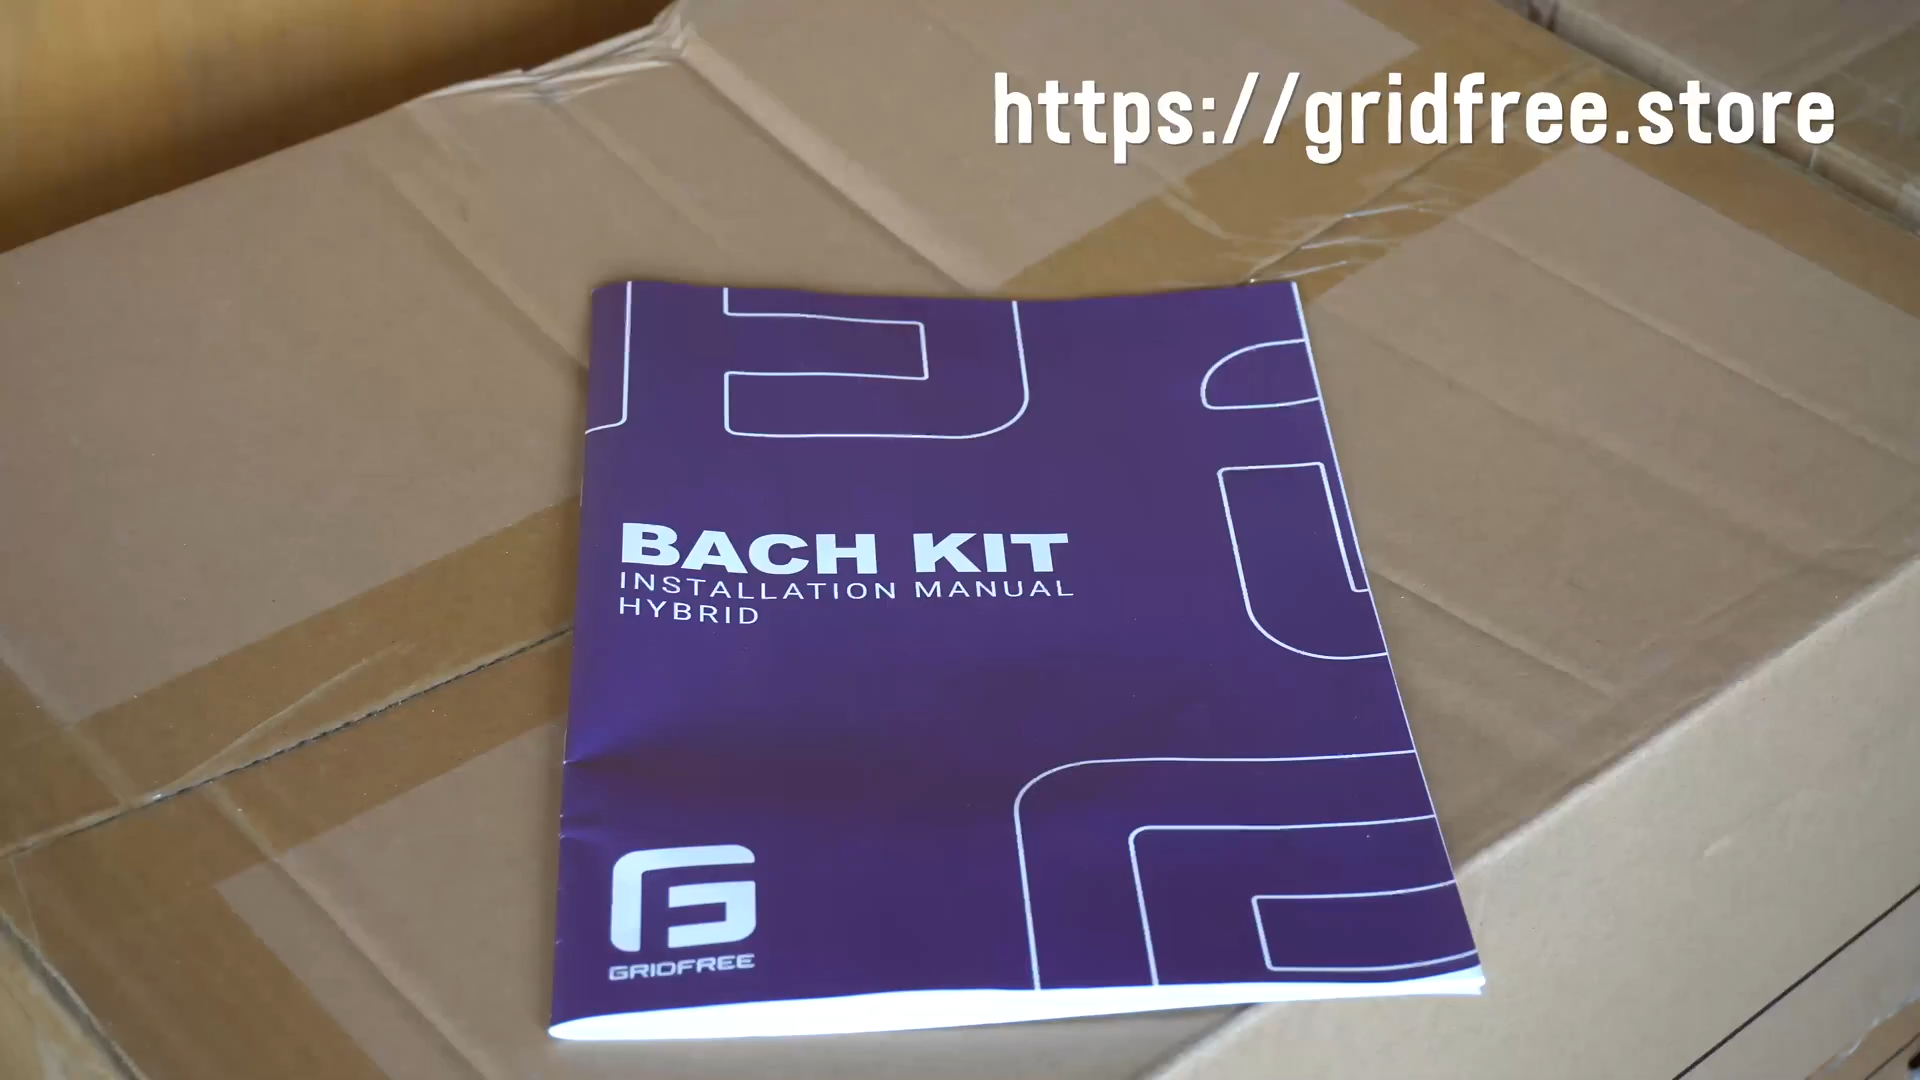 https://gridfree.store
BACH KIT
INSTALLATION MANUAL
HYBRID
GRIDFREE